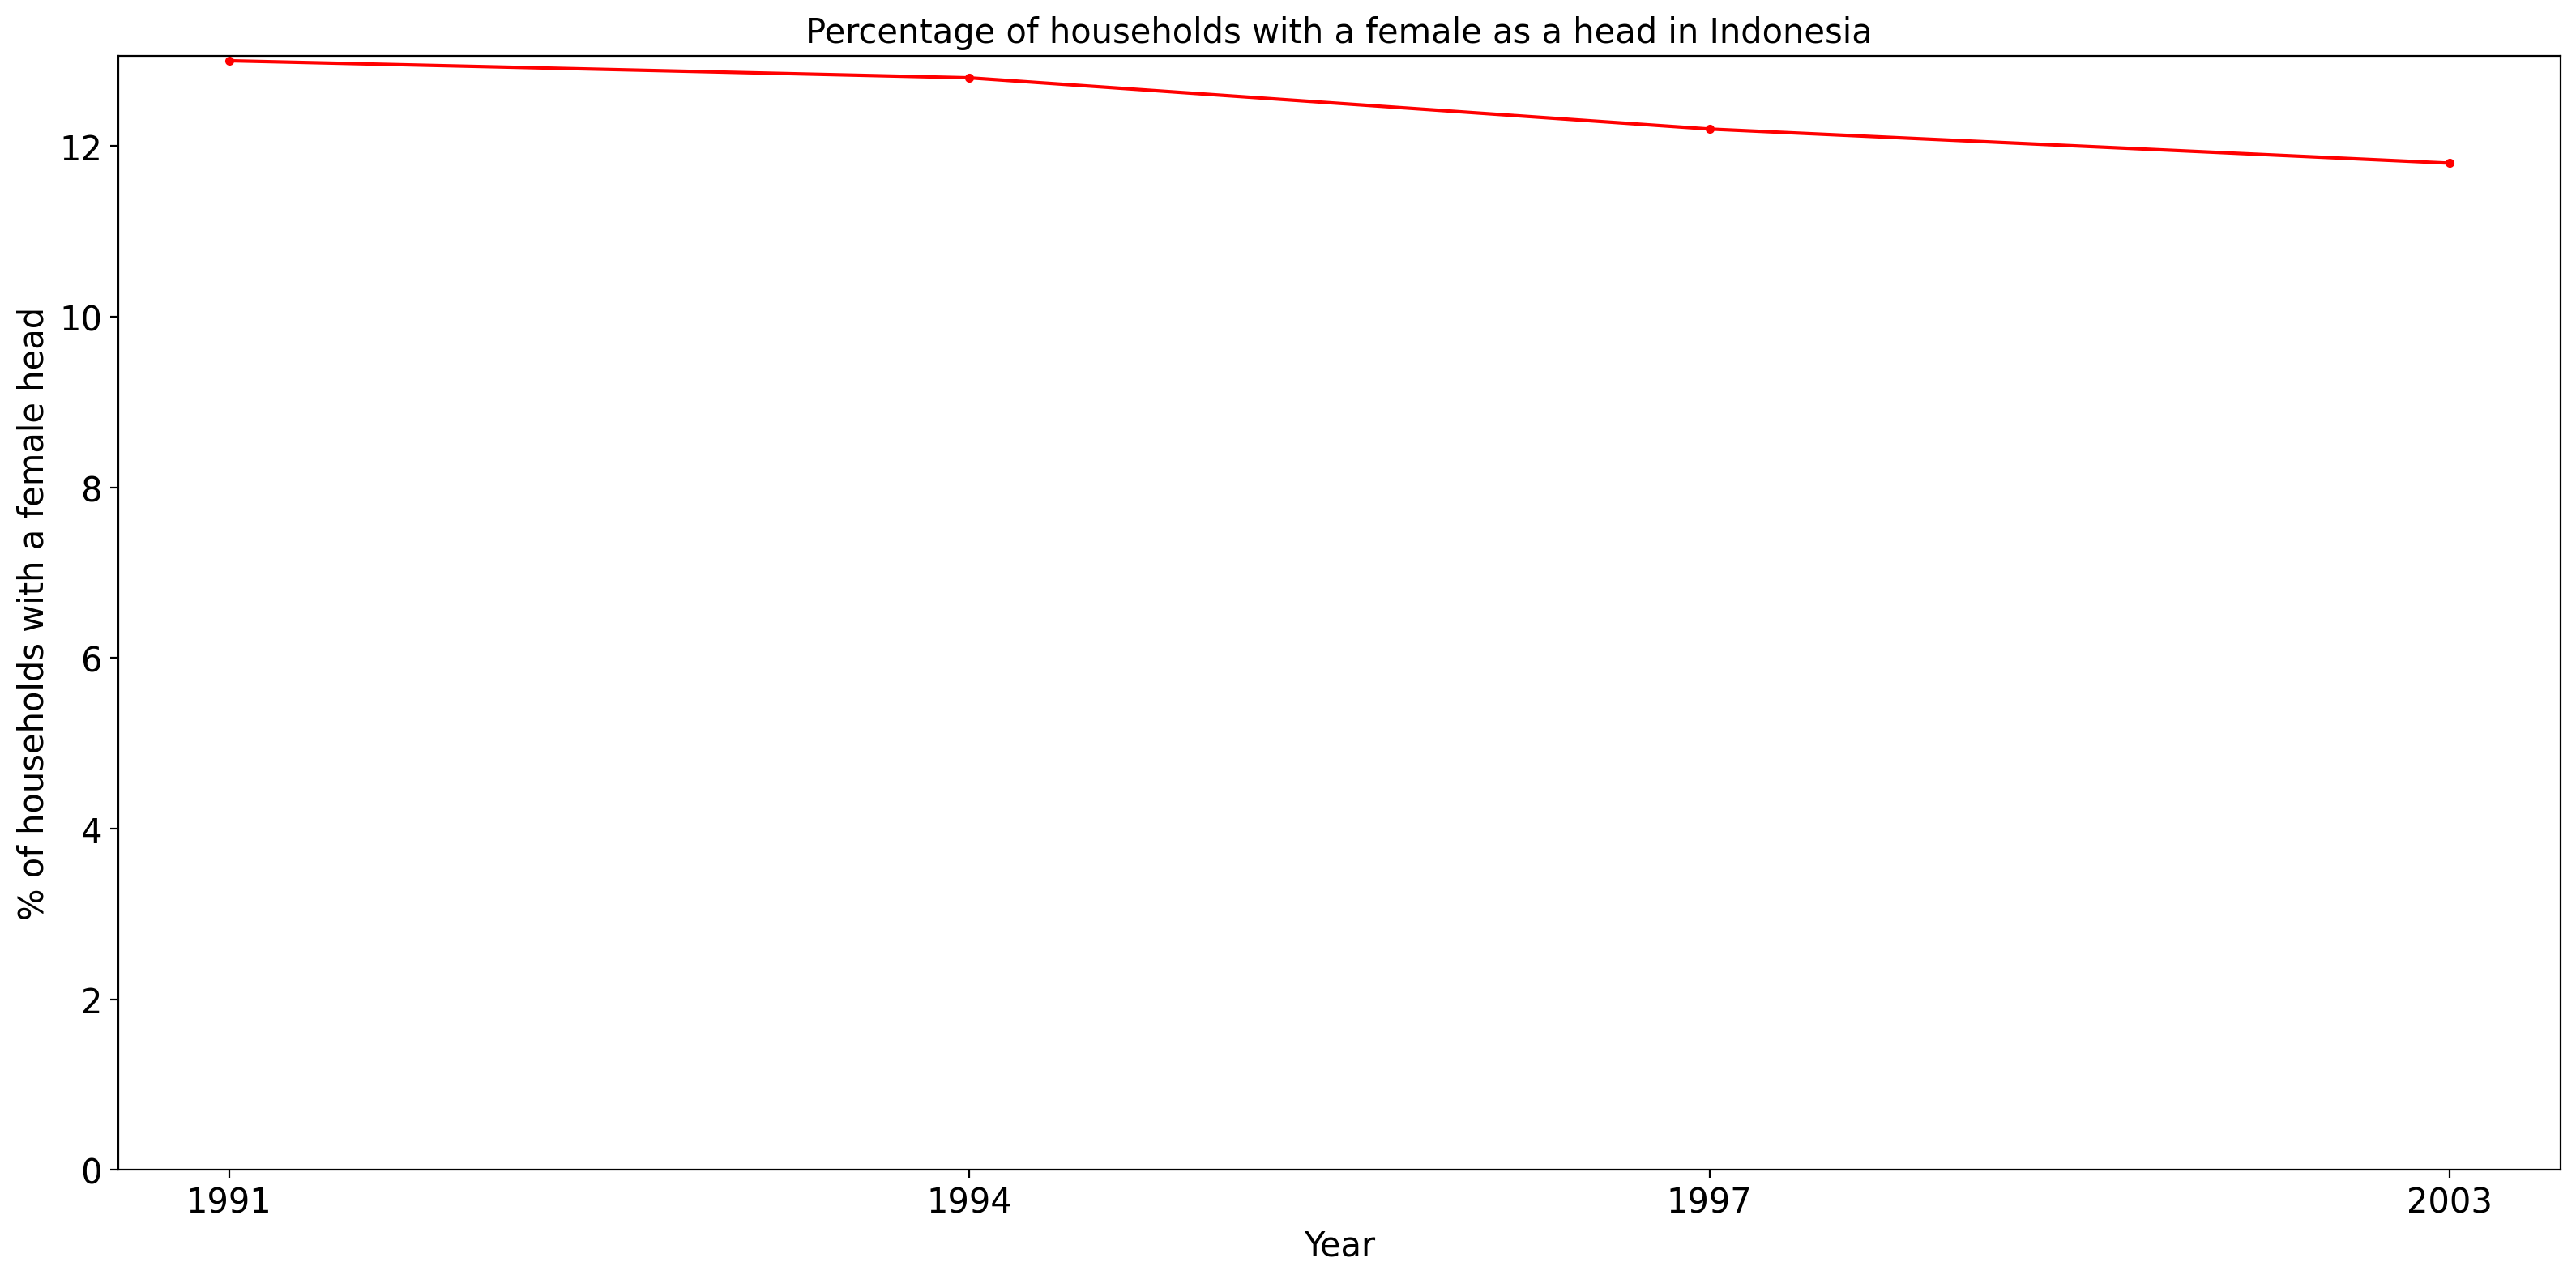 Percentage of households with a female as a head in Indonesia
% of households with a female head
12
10
8
6
4
2
0
1991 1994 1997 2003
Year